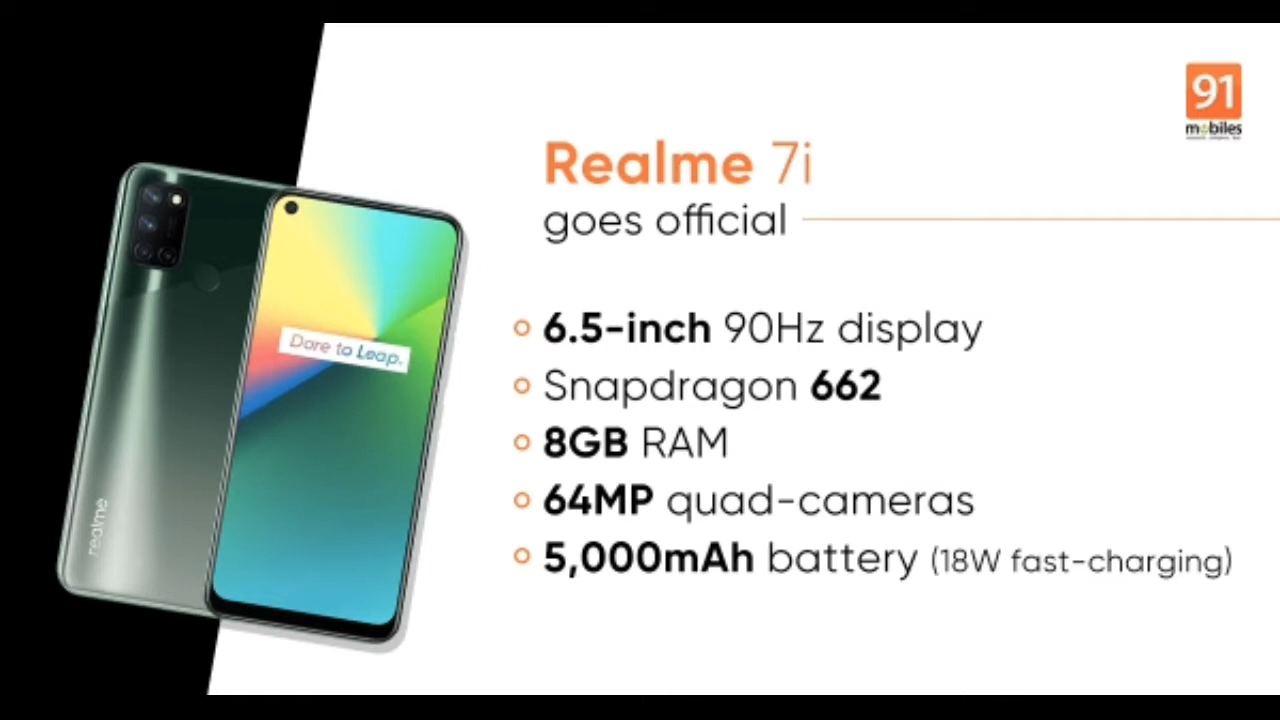 91
mobiles
Realme 7i
goes official
6.5-inch 90Hz display
Snapdragon 662
8GB RAM
64MP quad-cameras
5,000mAh battery (18W fast-charging)
Dare to Leap.
realme